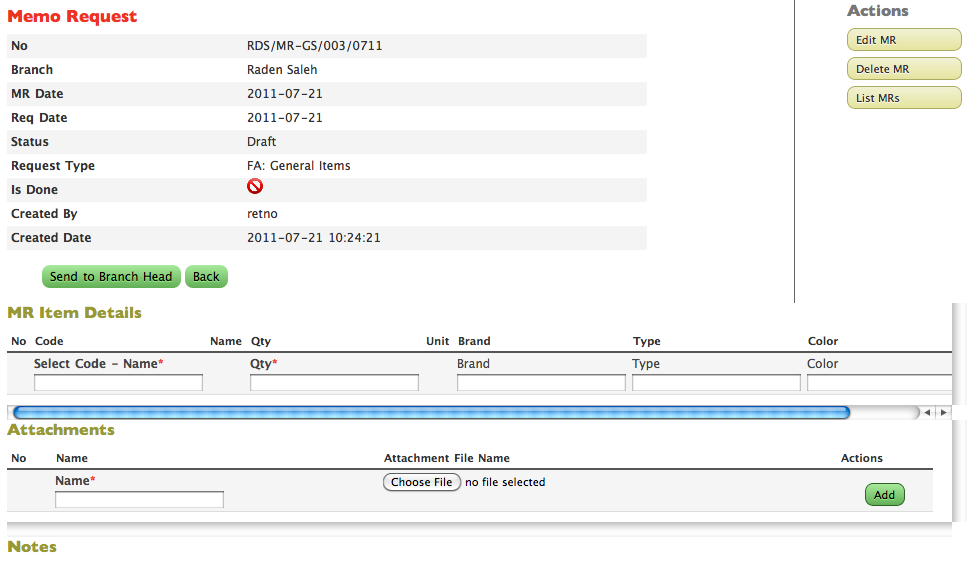 Memo Request
No RDS/MR-GS/003/0711
Branch Raden Saleh
MR Date 2011-07-21
Req Date 2011-07-21
Status Draft
Request Type FA: General Items
Is Done
Created By retno
Created Date 2011-07-21 10:24:21
Send to Branch Head Back
Actions
Edit MR
Delete MR
List MRs
MR Item Details
No Code Name Qty Unit Brand Type Color
Select Code - Name* Qty* Brand Type Color
Attachments
No Name Attachment File Name Actions
Name* Choose File no file selected
Add
Notes